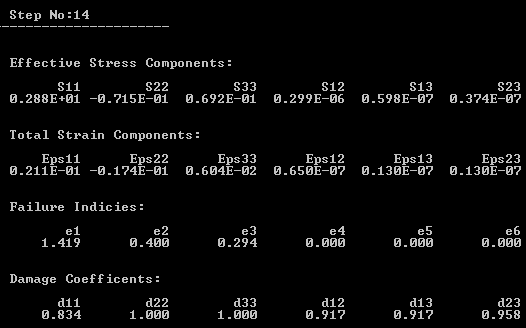 Step No:14
Effective Stress Components:
S11 S22 S33 S12 S13 S23
0.288E+01 -0.715E-01 0.692E-01 0.299E-06 0.598E-07 0.374E-07
Total Strain Components:
Eps11 Eps22 Eps33 Eps12 Eps13 Eps23
0.211E-01 -0.174E-01 0.604E-02 0.650E-07 0.130E-07 0.130E-07
Failure Indicies:
e1 e2 e3 e4 e5 e6
1.419 0.400 0.294 0.000 0.000 0.000
Damage Coefficents:
d11 d22 d33 d12 d13 d23
0.834 1.000 1.000 0.917 0.917 0.958